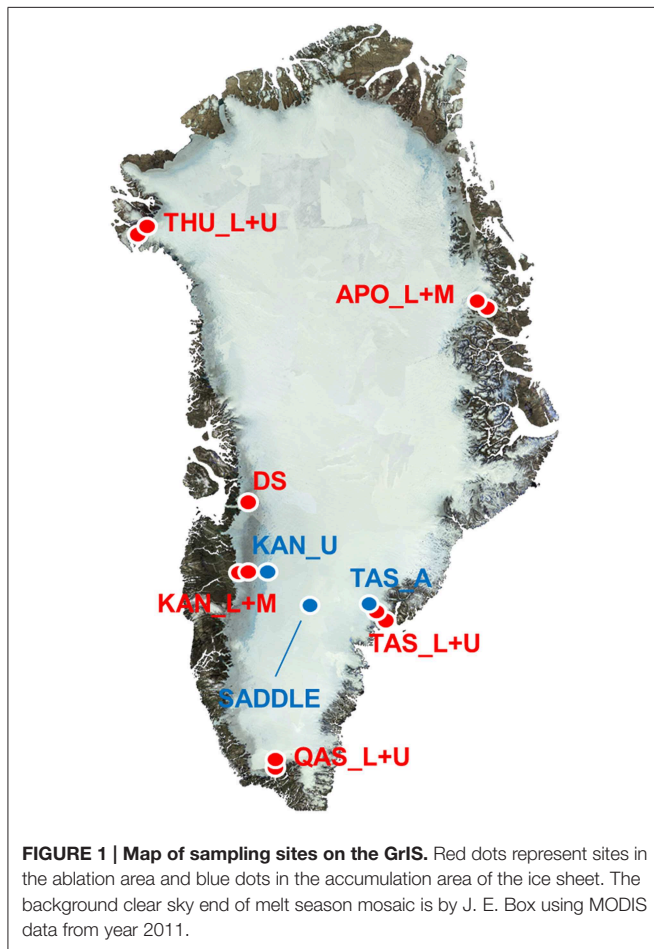 THU_L+U
APO_L+M
DS
KAN_U
KAN_L+M
TAS_A
TAS_L+U
SADDLE
QAS_L+U
FIGURE 1 | Map of sampling sites on the GrIS. Red dots represent sites in
the ablation area and blue dots in the accumulation area of the ice sheet. The
background clear sky end of melt season mosaic is by J. E. Box using MODIS
data from year 2011.